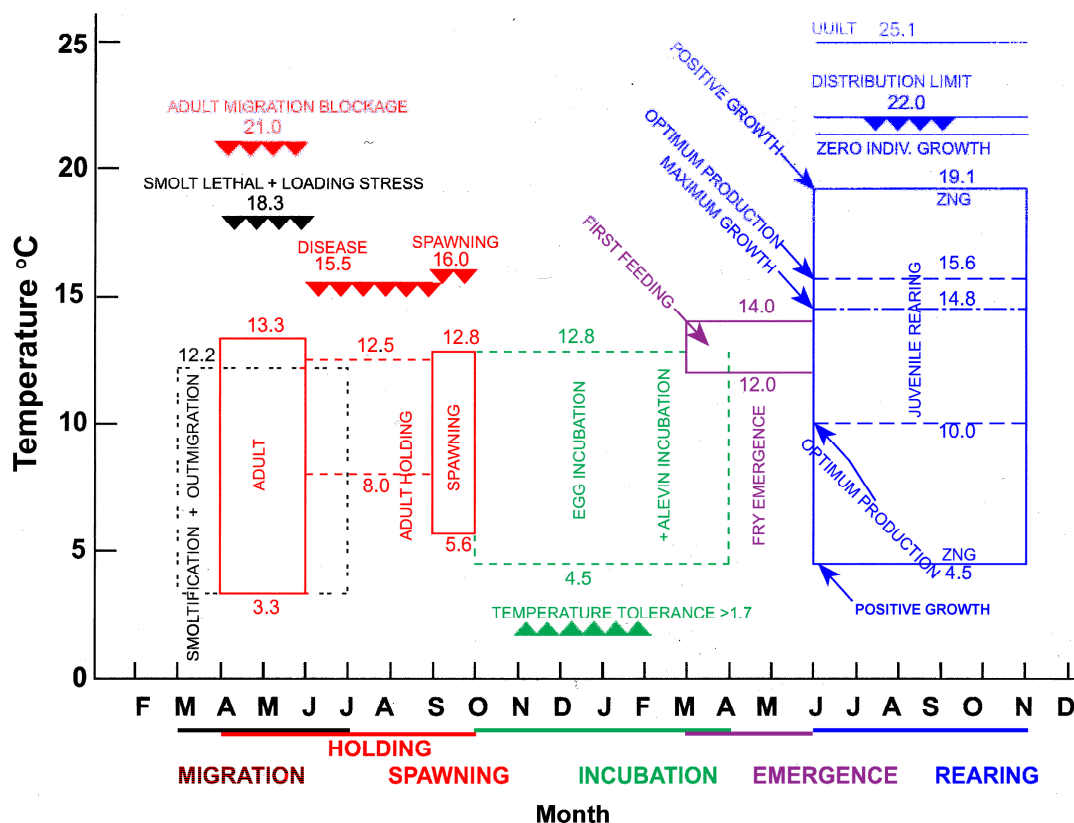 25
20
15
10
5
0
Temperature °C
UUILT 25.1
DISTRIBUTION LIMIT
22.0
ZERO INDIV. GROWTH
POSITIVE GROWTH
OPTIMUM PRODUCTION
MAXIMUM GROWTH
19.1
ZNG
15.6
14.8
JUVENILE REARING
10.0
OPTIMUM PRODUCTION
ZNG
4.5
POSITIVE GROWTH
ADULT MIGRATION BLOCKAGE
21.0
SMOLT LETHAL + LOADING STRESS
18.3
DISEASE
15.5
SPAWNING
16.0
FIRST FEEDING
14.0
12.0
FRY EMERGENCE
12.2
SMOLTIFICATION + OUTMIGRATION
13.3
ADULT
3.3
12.5
8.0
ADULT HOLDING
12.8
SPAWNING
5.6
12.8
EGG INCUBATION
+ ALEVIN INCUBATION
4.5
TEMPERATURE TOLERANCE >1.7
F M A M J J A S O N D J F M A M J J A S O N D
HOLDING
MIGRATION SPAWNING INCUBATION EMERGENCE REARING
Month